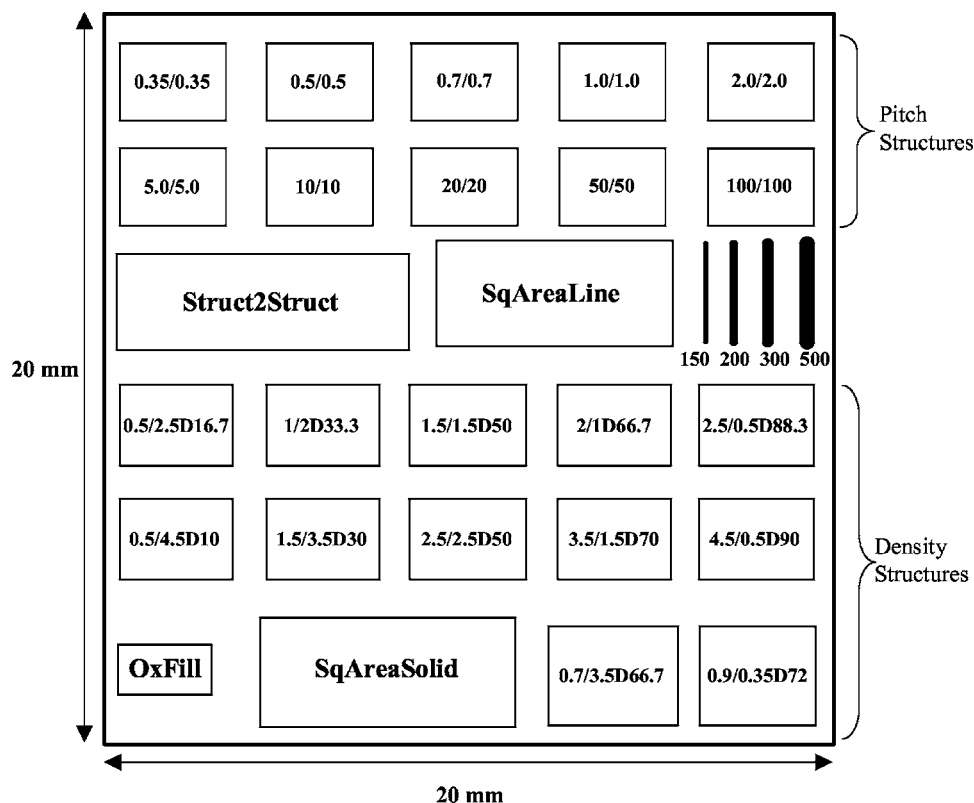 0.35/0.35 0.5/0.5 0.7/0.7 1.0/1.0 2.0/2.0
Pitch
Structures
5.0/5.0 10/10 20/20 50/50 100/100
Struct2Struct SqAreaLine
150 200 300 500
20 mm
0.5/2.5D16.7 1/2D33.3 1.5/1.5D50 2/1D66.7 2.5/0.5D88.3
0.5/4.5D10 1.5/3.5D30 2.5/2.5D50 3.5/1.5D70 4.5/0.5D90
Density
Structures
OxFill SqAreaSolid 0.7/3.5D66.7 0.9/0.35D72
20 mm